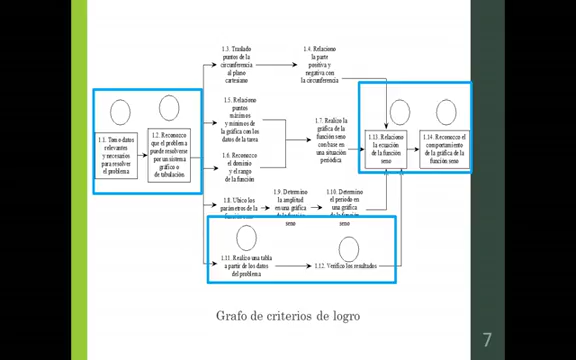 1.3. Traslado
puntos de la
circunferencia
al plano
cartesiano
1.4. Relaciono
la parte
positiva y
negativa con
la circunferencia
1.1. Tomo datos
relevantes
y necesarios
para resolver
el problema
1.2. Reconozco
que el problema
puede resolverse
por un sistema
gráfico o
de tabulación
1.5. Relaciono
puntos
máximos
y mínimos de
la gráfica con los
datos de la tarea
1.6. Reconozco
el dominio
y el rango
de la función
1.7. Realizo la
gráfica de la
función seno
con base en
una situación
periódica
1.13. Relaciono
la ecuación
de la función
seno
1.14. Reconozco el
comportamiento
de la gráfica de la
función seno
1.8. Ubico los
parámetros de la
1.9. Determino
la amplitud
en una gráfica
de la función
seno
1.10. Determino
el periodo en
una gráfica
de la función
seno
1.11. Realizo una tabla
a partir de los datos
del problema
1.12. Verifico los resultados
Grafo de criterios de logro
7